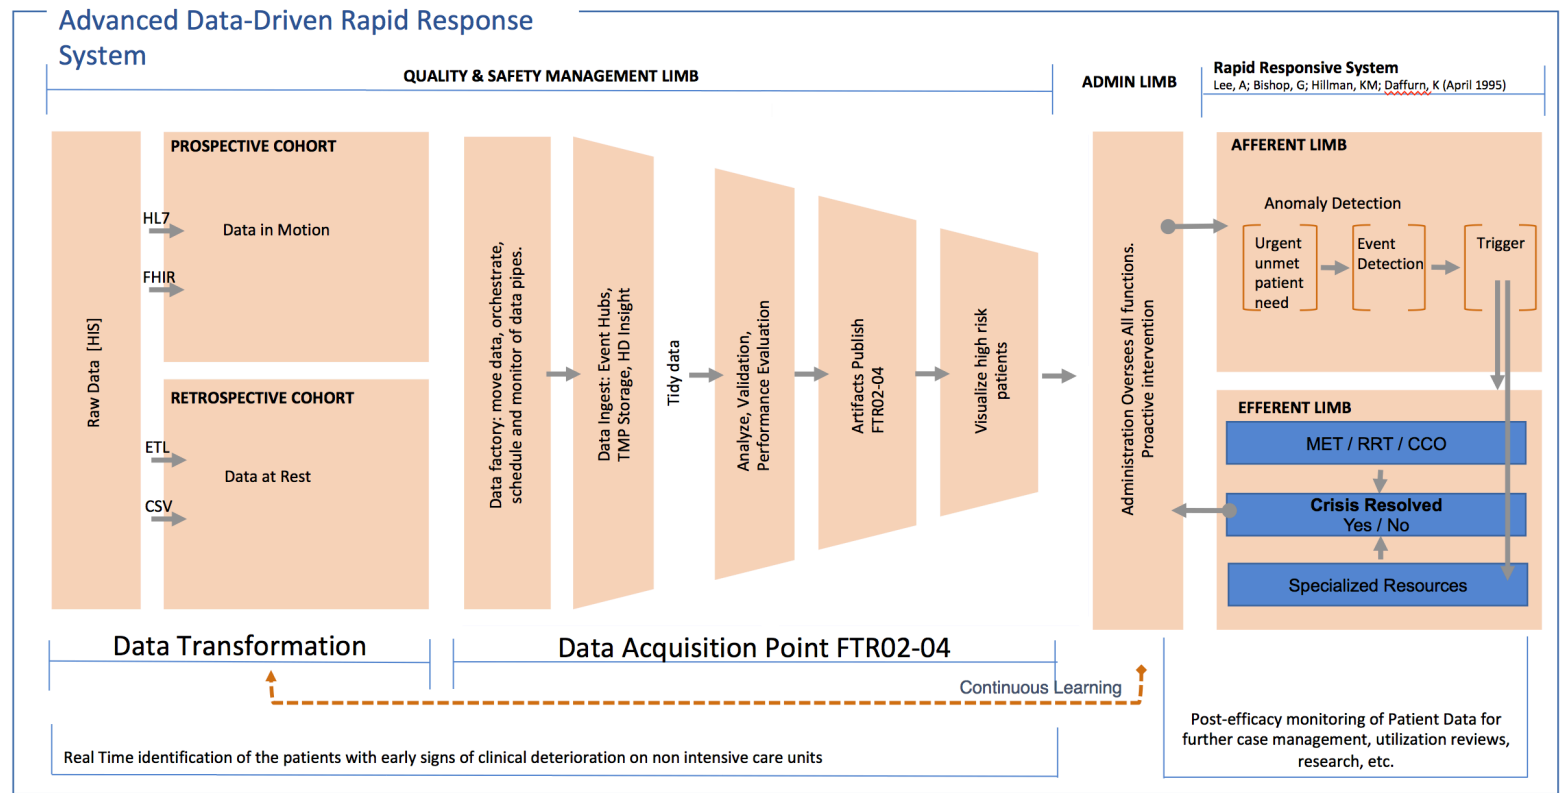 Advanced Data-Driven Rapid Response
System
QUALITY & SAFETY MANAGEMENT LIMB
ADMIN LIMB
Rapid Responsive System
Lee, A; Bishop, G; Hillman, KM; Daffurn, K (April 1995)
Raw Data [HIS]
PROSPECTIVE COHORT
HL7
Data in Motion
FHIR
RETROSPECTIVE COHORT
ETL
Data at Rest
CSV
Data factory: move data, orchestrate,
schedule and monitor of data pipes.
Data Ingest: Event Hubs,
TMP Storage, HD Insight
Tidy data
Analyze, Validation,
Performance Evaluation
Artifacts Publish
FTR02-04
Visualize high risk
patients
Administration Oversees All functions.
Proactive intervention
AFFERENT LIMB
Anomaly Detection
Urgent
unmet
patient
need
Event
Detection
Trigger
EFFERENT LIMB
MET / RRT / CCO
Crisis Resolved
Yes / No
Specialized Resources
Data Transformation
Data Acquisition Point FTR02-04
Continuous Learning
Real Time identification of the patients with early signs of clinical deterioration on non intensive care units
Post-efficacy monitoring of Patient Data for
further case management, utilization reviews,
research, etc.